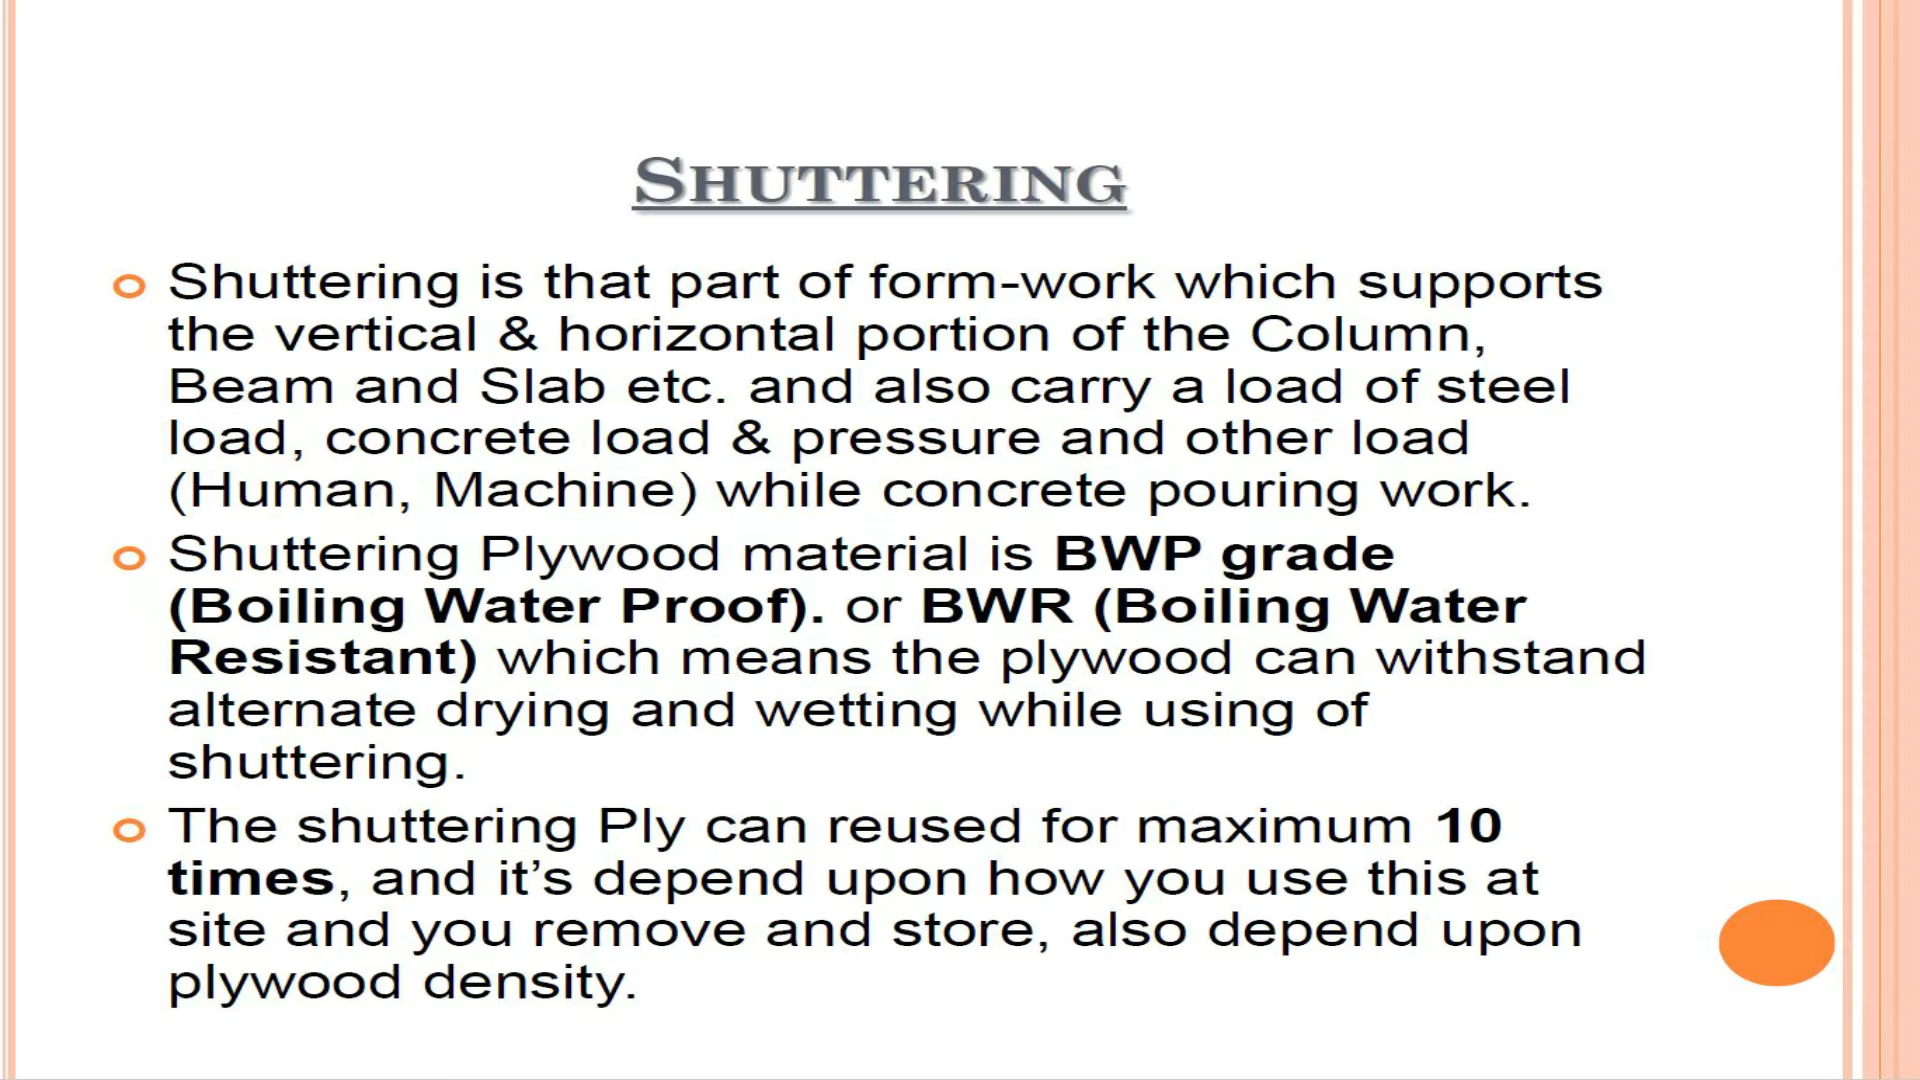 SHUTTERING
Shuttering is that part of form-work which supports
the vertical & horizontal portion of the Column,
Beam and Slab etc. and also carry a load of steel
load, concrete load & pressure and other load
(Human, Machine) while concrete pouring work.
Shuttering Plywood material is BWP grade
(Boiling Water Proof). or BWR (Boiling Water
Resistant) which means the plywood can withstand
alternate drying and wetting while using of
shuttering.
The shuttering Ply can reused for maximum 10
times, and it’s depend upon how you use this at
site and you remove and store, also depend upon
plywood density.